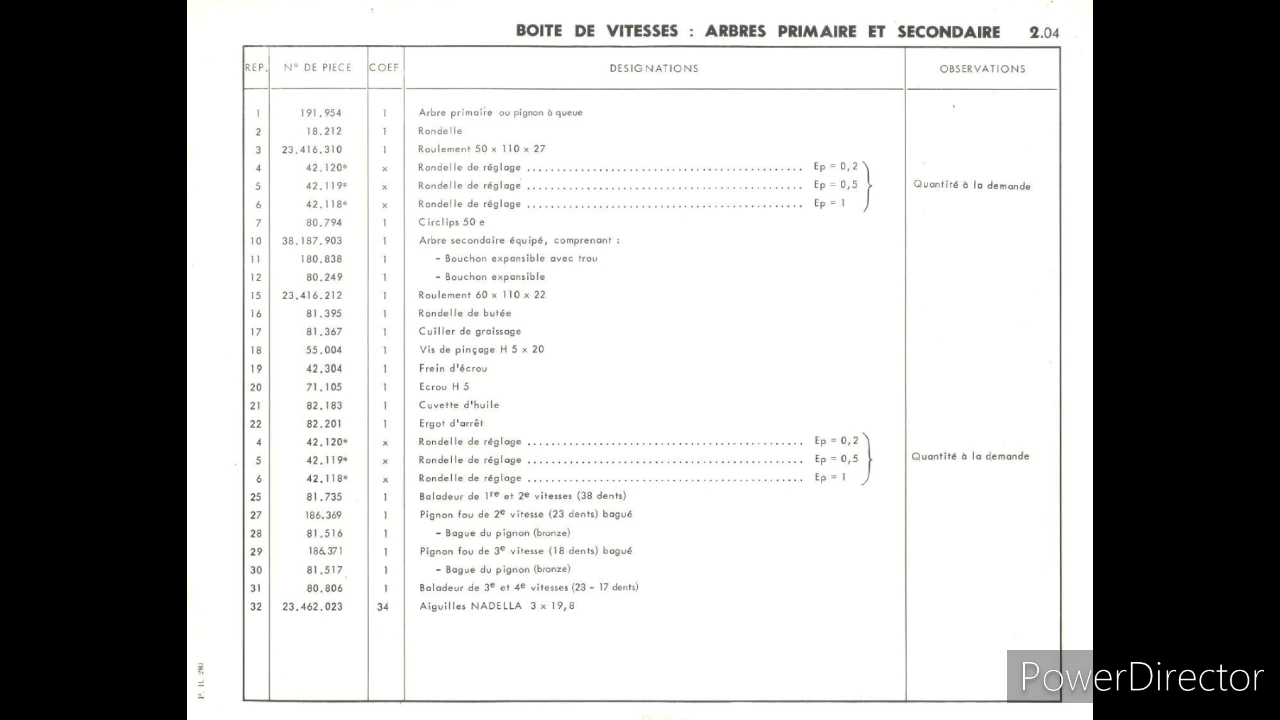 BOITE DE VITESSES : ARBRES PRIMAIRE ET SECONDAIRE 2.04
REP. N° DE PIECE COEF DESIGNATIONS OBSERVATIONS
1 191.954 1 Arbre primaire ou pignon à queue
2 18.212 1 Rondelle
3 23.416.310 1 Roulement 50 x 110 x 27
4 42.120* x Rondelle de réglage ........ Ep = 0,2
5 42.119* x Rondelle de réglage ........ Ep = 0,5 Quantité à la demande
6 42.118* x Rondelle de réglage ........ Ep = 1
7 80.794 1 Circlips 50 e
10 38.187.903 1 Arbre secondaire équipé, comprenant :
11 180.838 1 - Bouchon expansible avec trou
12 80.249 1 - Bouchon expansible
15 23.416.212 1 Roulement 60 x 110 x 22
16 81.395 1 Rondelle de butée
17 81.367 1 Cuiller de graissage
18 55.004 1 Vis de pinçage H 5 x 20
19 42.304 1 Frein d'écrou
20 71.105 1 Ecrou H 5
21 82.183 1 Cuvette d'huile
22 82.201 1 Ergot d'arrêt
4 42.120* x Rondelle de réglage ........ Ep = 0,2
5 42.119* x Rondelle de réglage ........ Ep = 0,5 Quantité à la demande
6 42.118* x Rondelle de réglage ........ Ep = 1
25 81.735 1 Baladeur de 1re et 2e vitesses (38 dents)
27 186.369 1 Pignon fou de 2e vitesse (23 dents) bagué
28 81.516 1 - Bague du pignon (bronze)
29 186.371 1 Pignon fou de 3e vitesse (18 dents) bagué
30 81.517 1 - Bague du pignon (bronze)
31 80.806 1 Baladeur de 3e et 4e vitesses (23 - 17 dents)
32 23.462.023 34 Aiguilles NADELLA 3 x 19,8
PowerDirector